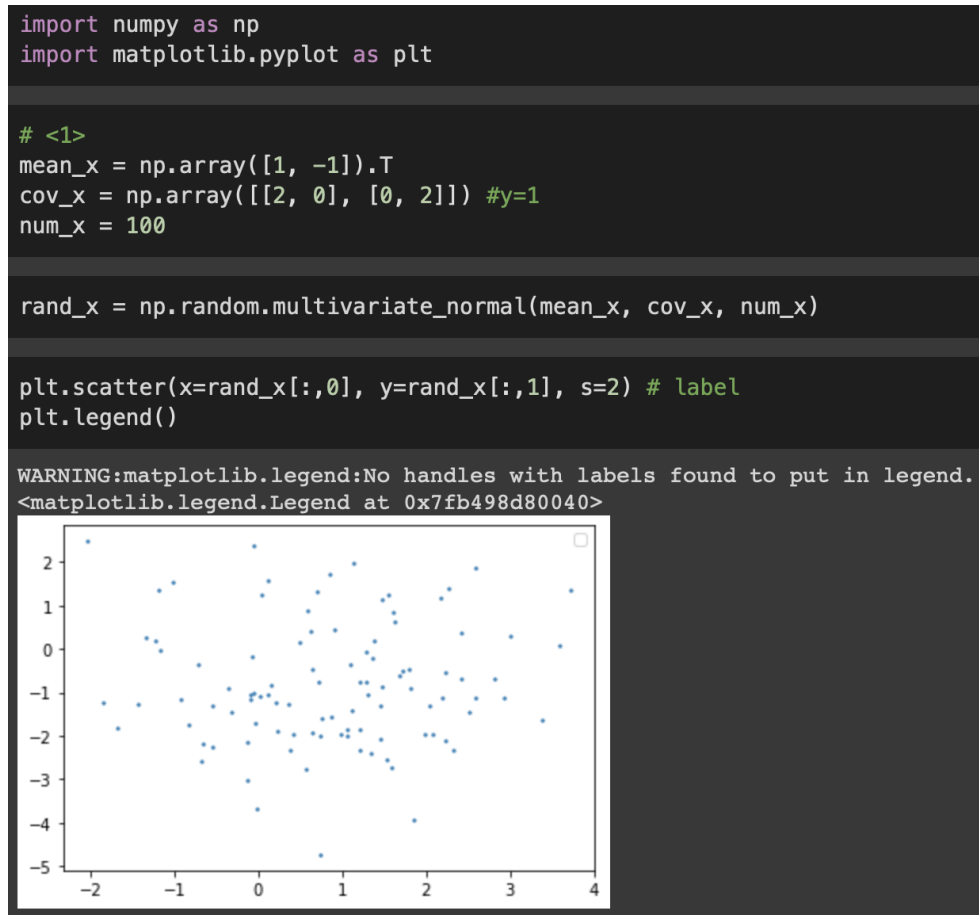 import numpy as np
import matplotlib.pyplot as plt
# <1>
mean_x = np.array([1, -1]).T
cov_x = np.array([[2, 0], [0, 2]]) #y=1
num_x = 100
rand_x = np.random.multivariate_normal(mean_x, cov_x, num_x)
plt.scatter(x=rand_x[:,0], y=rand_x[:,1], s=2) # label
plt.legend()
WARNING:matplotlib.legend:No handles with labels found to put in legend.
<matplotlib.legend.Legend at 0x7fb498d80040>
2
1
0
−1
−2
−3
−4
−5
−2 −1 0 1 2 3 4